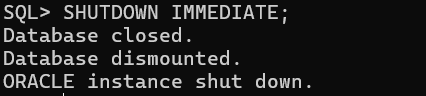 SQL> SHUTDOWN IMMEDIATE;
Database closed.
Database dismounted.
ORACLE instance shut down.